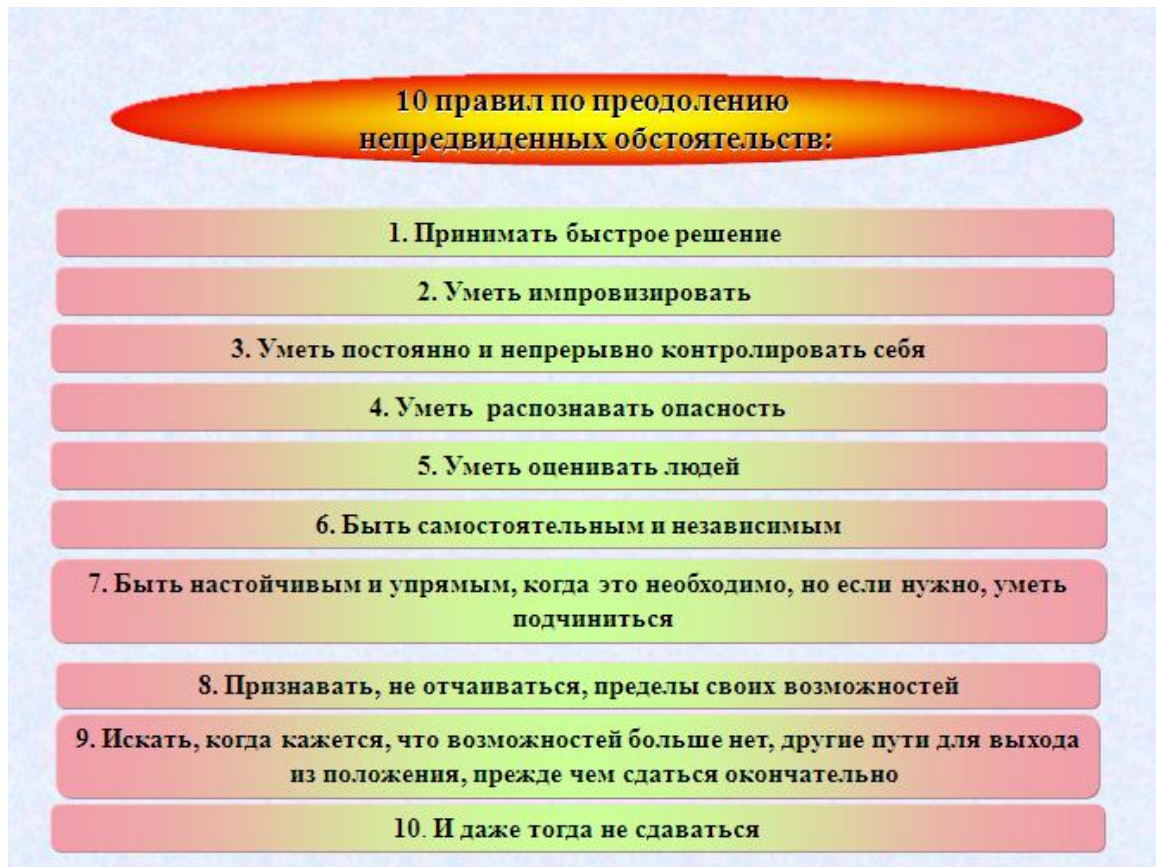 10 правил по преодолению
непредвиденных обстоятельств:
1. Принимать быстрое решение
2. Уметь импровизировать
3. Уметь постоянно и непрерывно контролировать себя
4. Уметь распознавать опасность
5. Уметь оценивать людей
6. Быть самостоятельным и независимым
7. Быть настойчивым и упрямым, когда это необходимо, но если нужно, уметь
подчиниться
8. Признавать, не отчаиваться, пределы своих возможностей
9. Искать, когда кажется, что возможностей больше нет, другие пути для выхода
из положения, прежде чем сдаться окончательно
10. И даже тогда не сдаваться